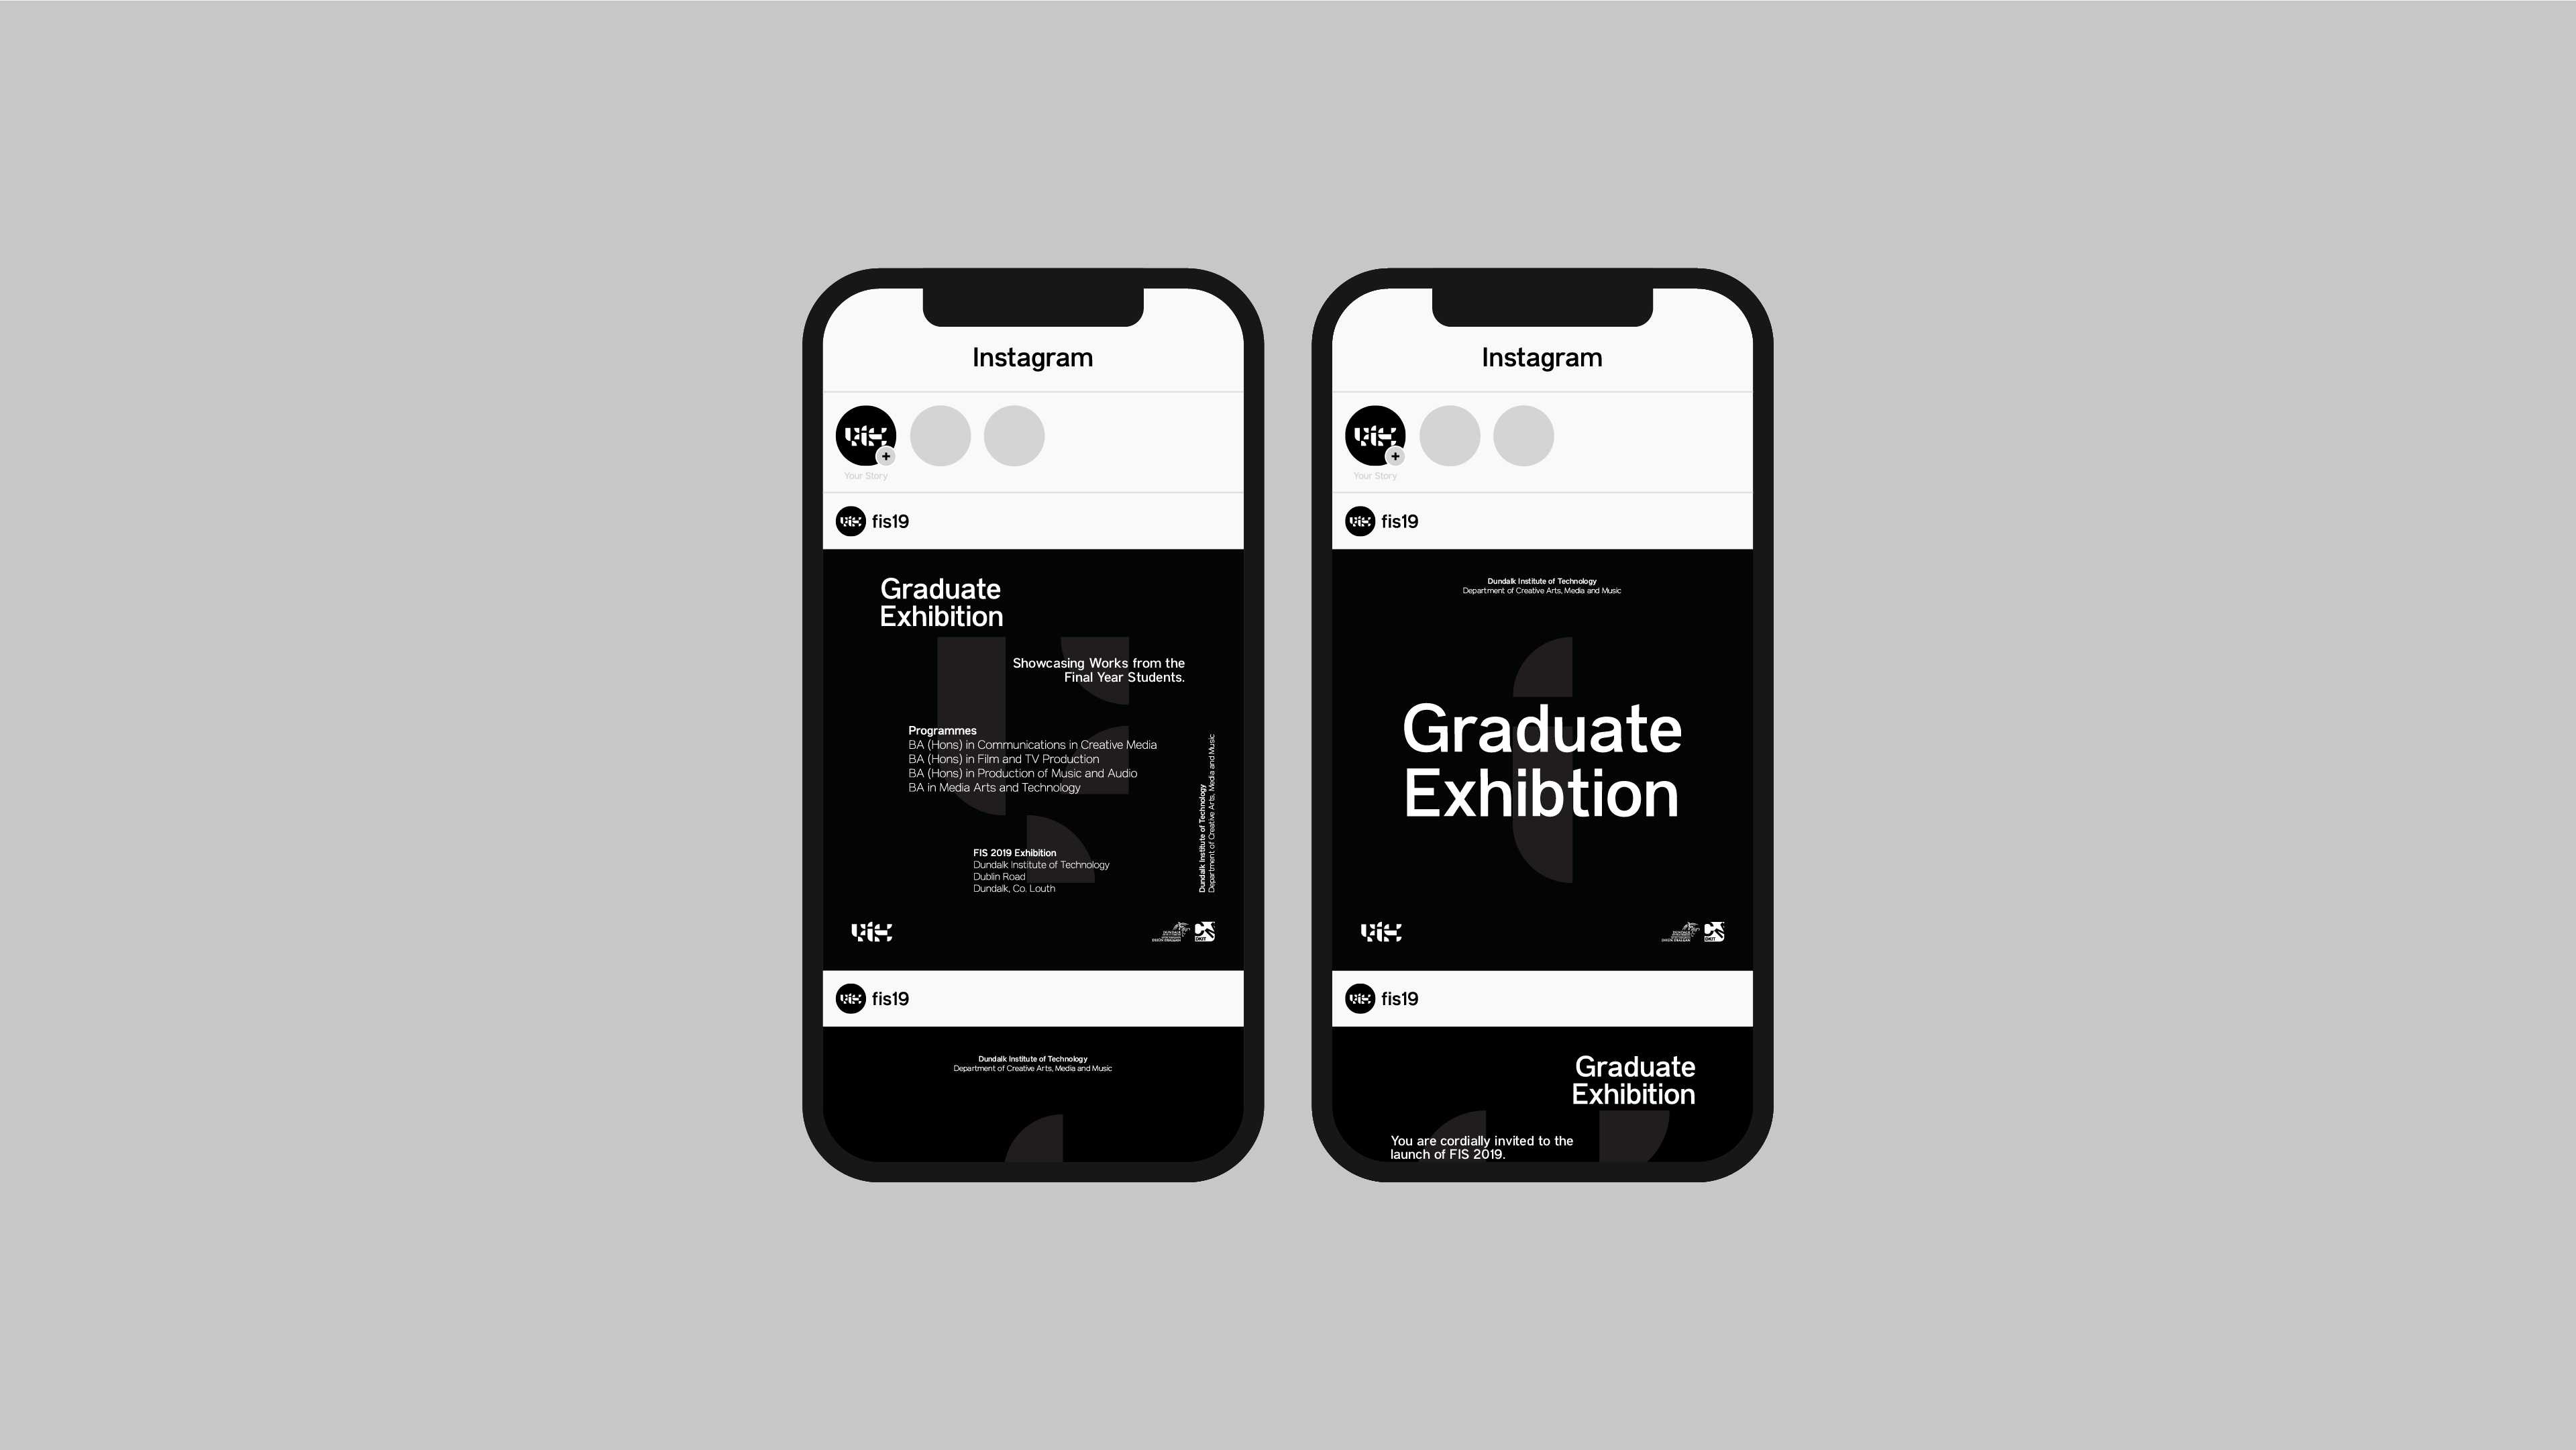 Instagram
Your Story
fis19
Graduate
Exhibition
Showcasing Works from the
Final Year Students.
Programmes
BA (Hons) in Communications in Creative Media
BA (Hons) in Film and TV Production
BA (Hons) in Production of Music and Audio
BA in Media Arts and Technology
Dundalk Institute of Technology
Department of Creative Arts, Media and Music
FIS 2019 Exhibition
Dundalk Institute of Technology
Dublin Road
Dundalk, Co. Louth
fis19
Dundalk Institute of Technology
Department of Creative Arts, Media and Music
Instagram
Your Story
fis19
Dundalk Institute of Technology
Department of Creative Arts, Media and Music
Graduate
Exhibtion
fis19
Graduate
Exhibition
You are cordially invited to the
launch of FIS 2019.